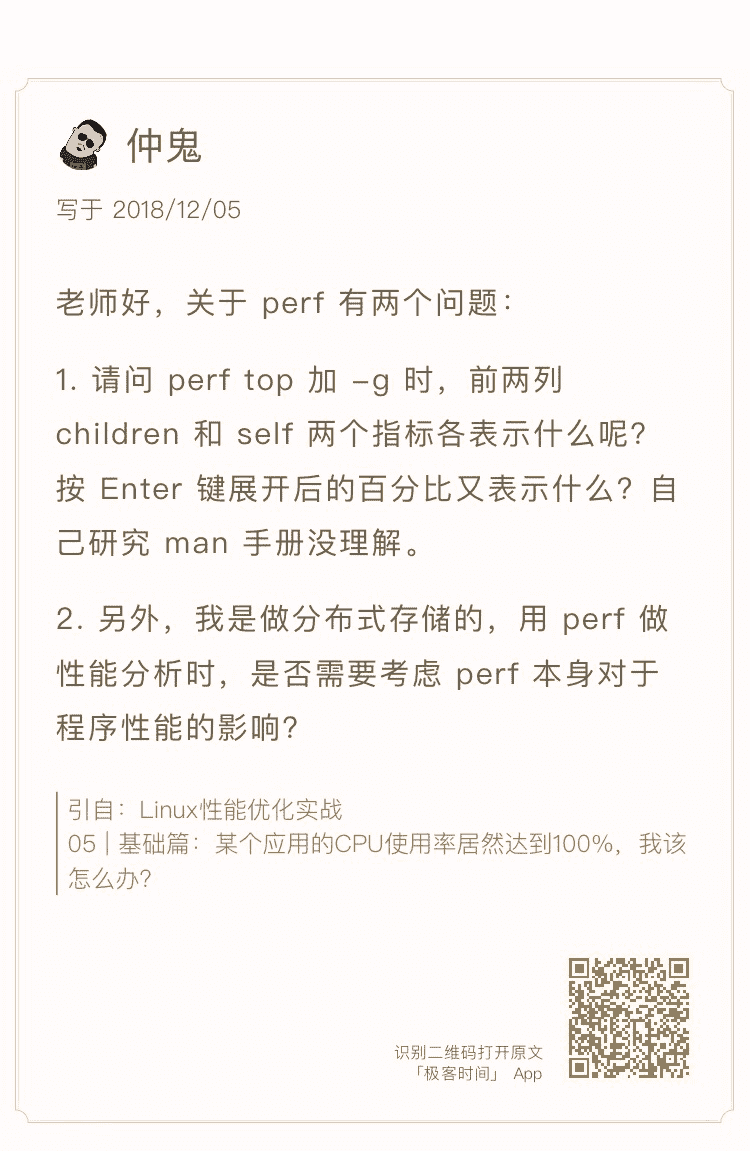 仲鬼
写于 2018/12/05
老师好，关于 perf 有两个问题：
1. 请问 perf top 加 –g 时，前两列
children 和 self 两个指标各表示什么呢？
按 Enter 键展开后的百分比又表示什么？自
己研究 man 手册没理解。
2. 另外，我是做分布式存储的，用 perf 做
性能分析时，是否需要考虑 perf 本身对于
程序性能的影响？
引自：Linux性能优化实战
05 | 基础篇：某个应用的CPU使用率居然达到100%，我该
怎么办？
识别二维码打开原文
「极客时间」 App